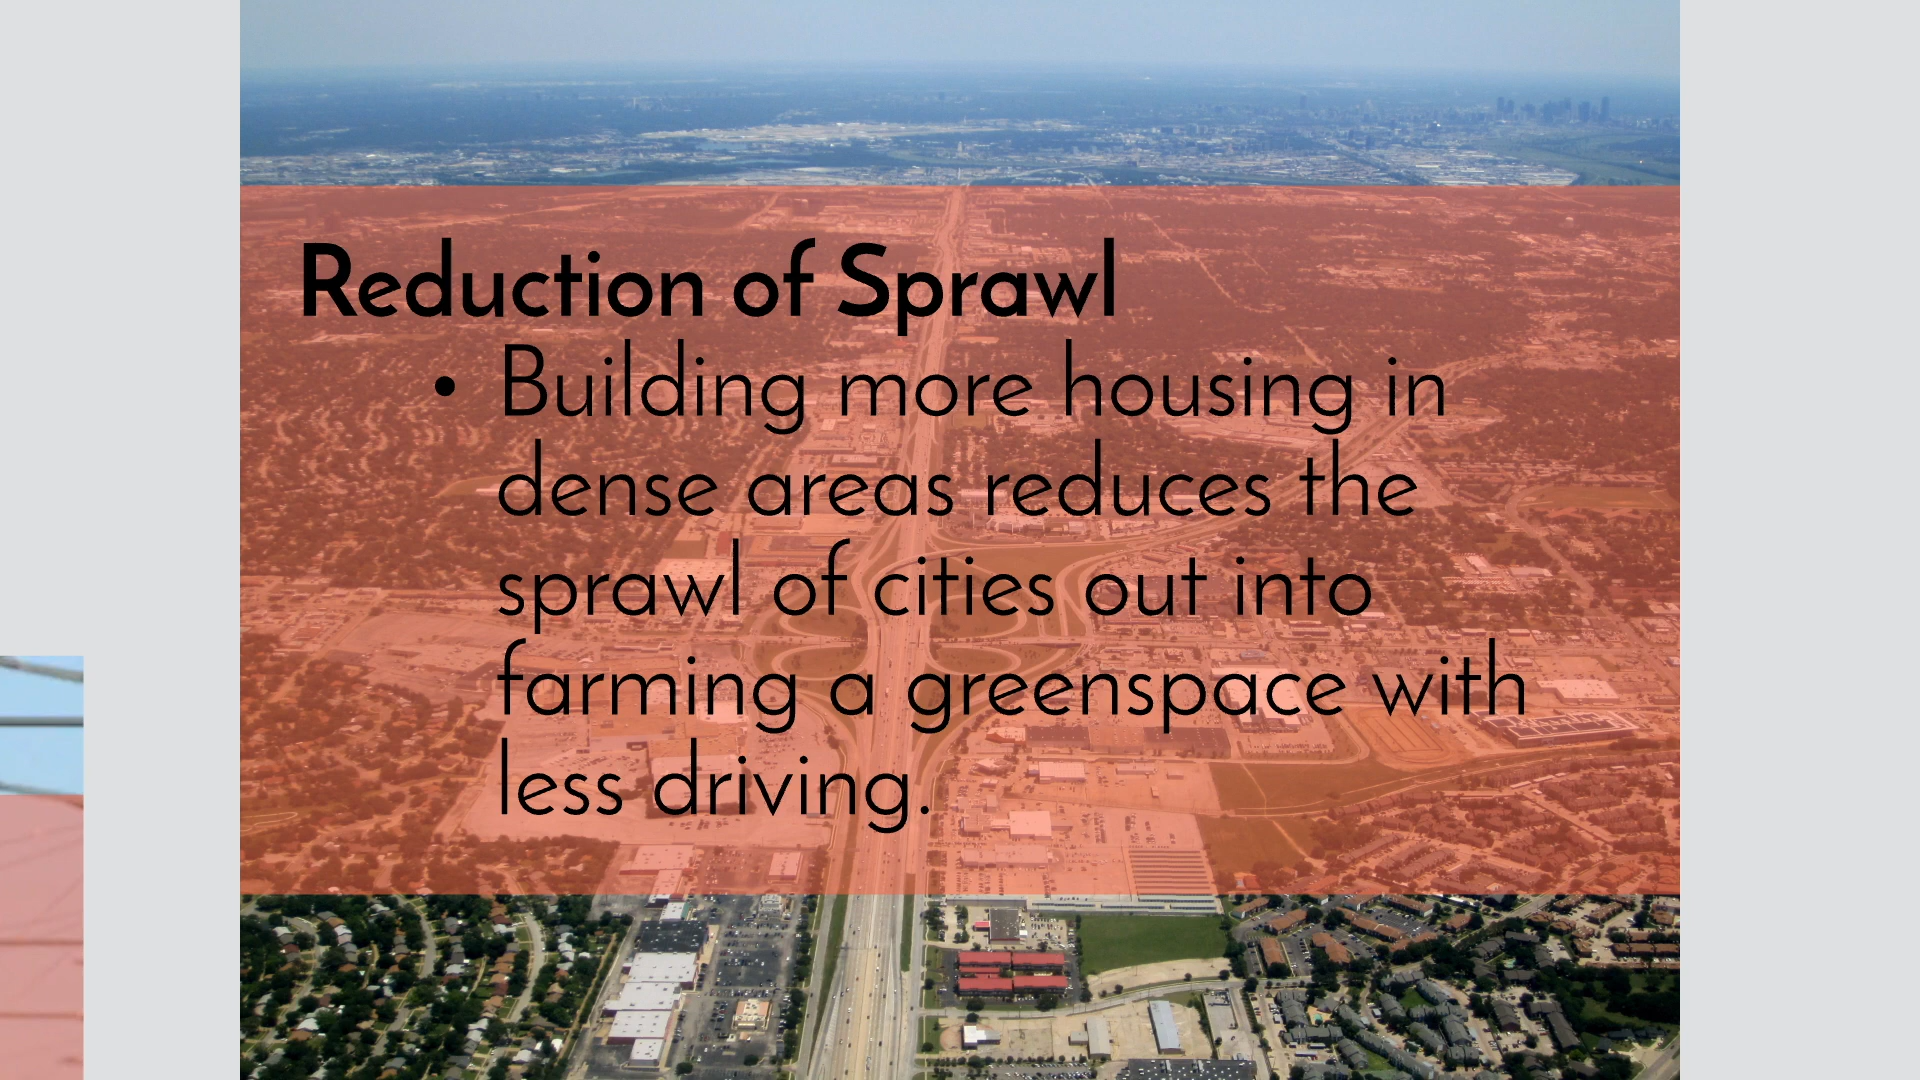 Reduction of Sprawl
• Building more housing in
dense areas reduces the
sprawl of cities out into
farming a greenspace with
less driving.